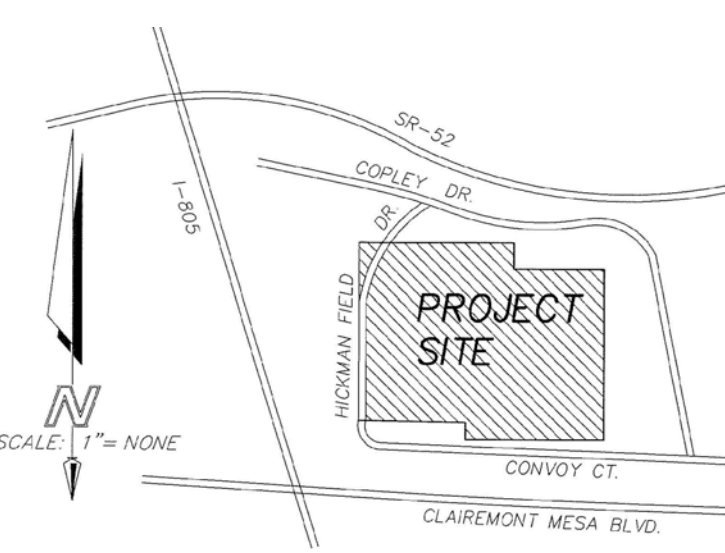 SR-52
COPLEY DR.
I-805
HICKMAN FIELD DR.
PROJECT
SITE
N
SCALE: 1"= NONE
CONVOY CT.
CLAIREMONT MESA BLVD.